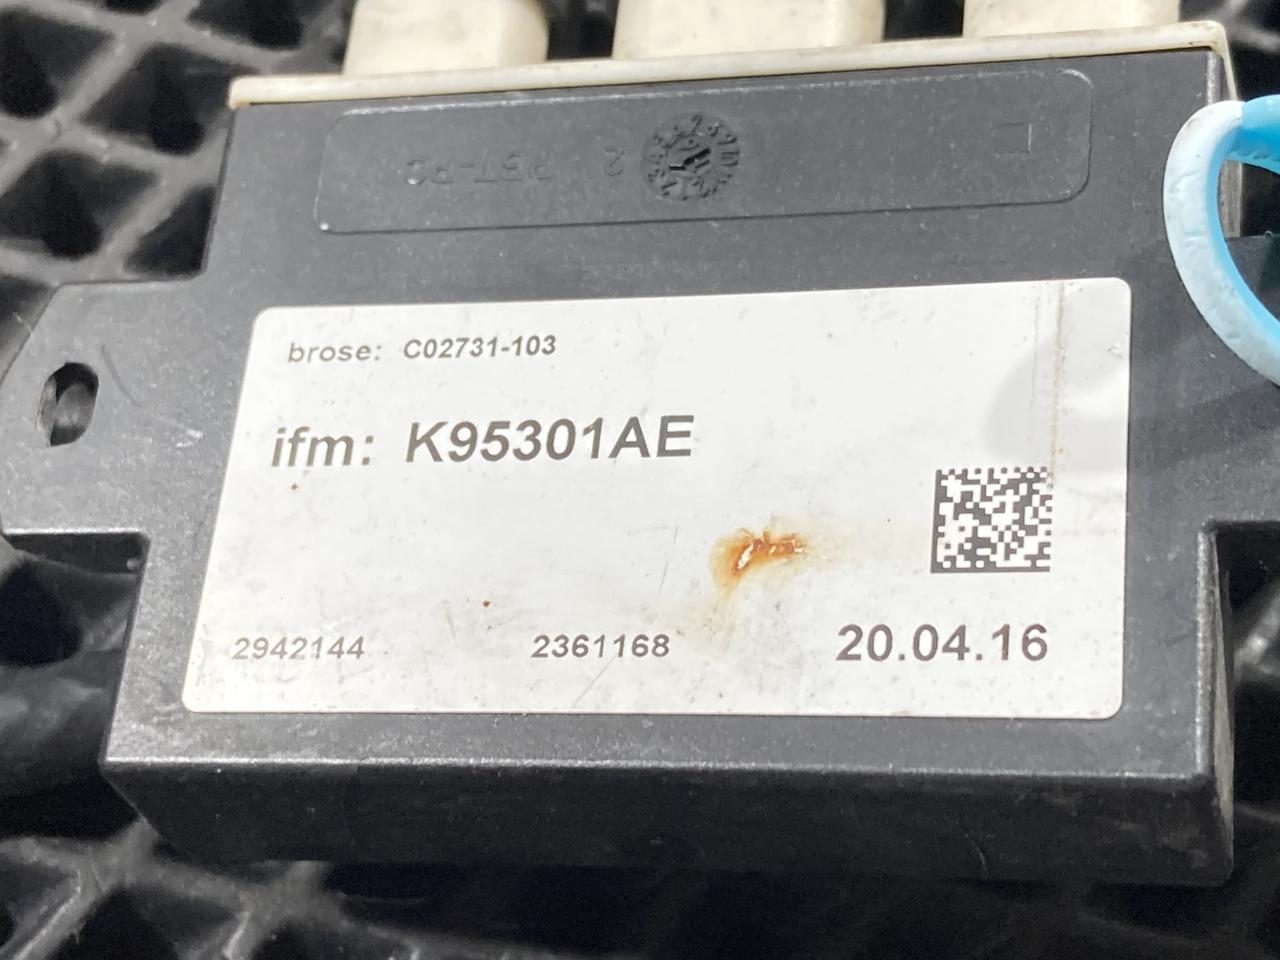 brose: C02731-103
ifm: K95301AE
2942144 2361168 20.04.16